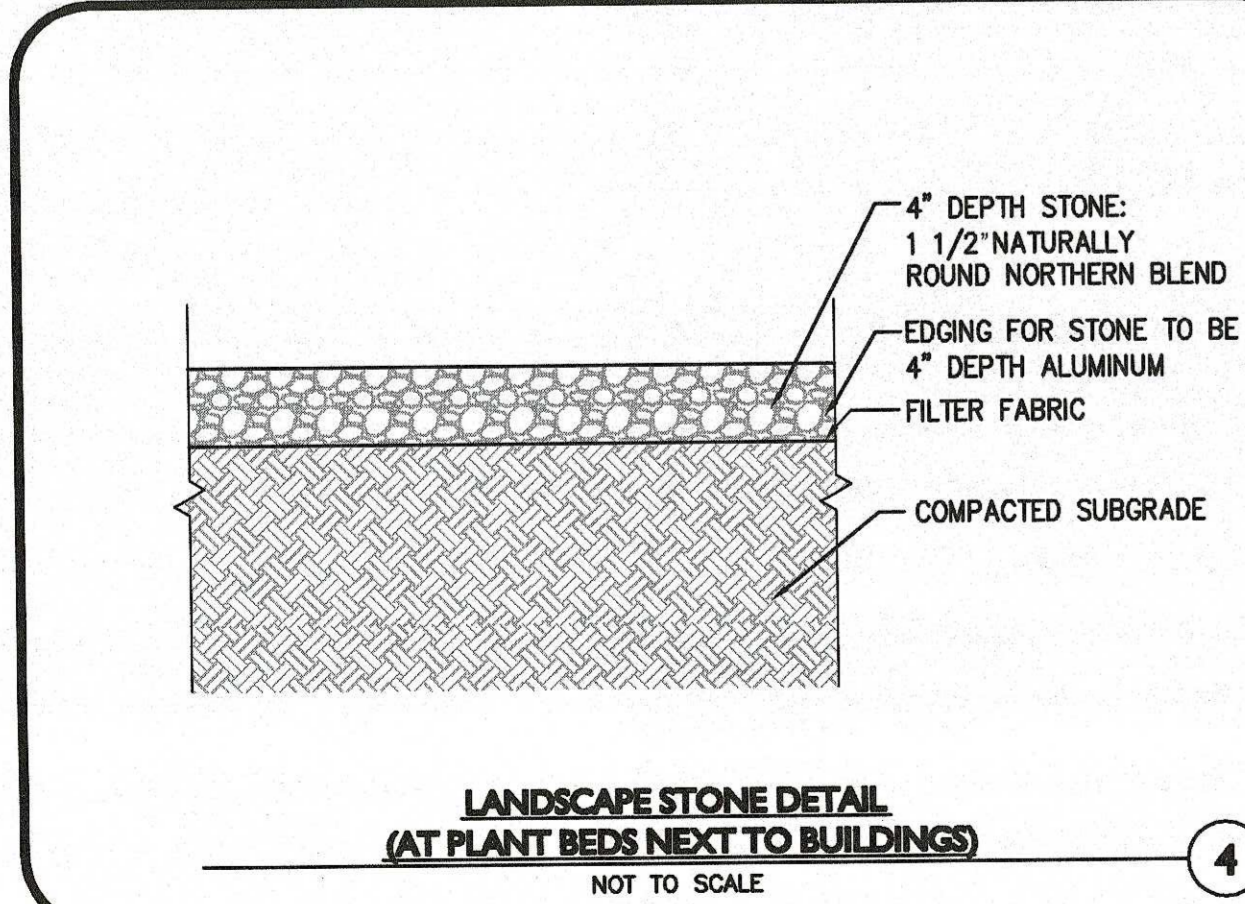 4" DEPTH STONE:
1 1/2"NATURALLY
ROUND NORTHERN BLEND
EDGING FOR STONE TO BE
4" DEPTH ALUMINUM
FILTER FABRIC
COMPACTED SUBGRADE
LANDSCAPE STONE DETAIL
(AT PLANT BEDS NEXT TO BUILDINGS)
NOT TO SCALE
4